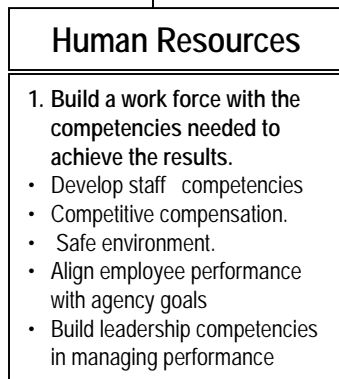 Human Resources
1. Build a work force with the
competencies needed to
achieve the results.
• Develop staff competencies
• Competitive compensation.
• Safe environment.
• Align employee performance
with agency goals
• Build leadership competencies
in managing performance